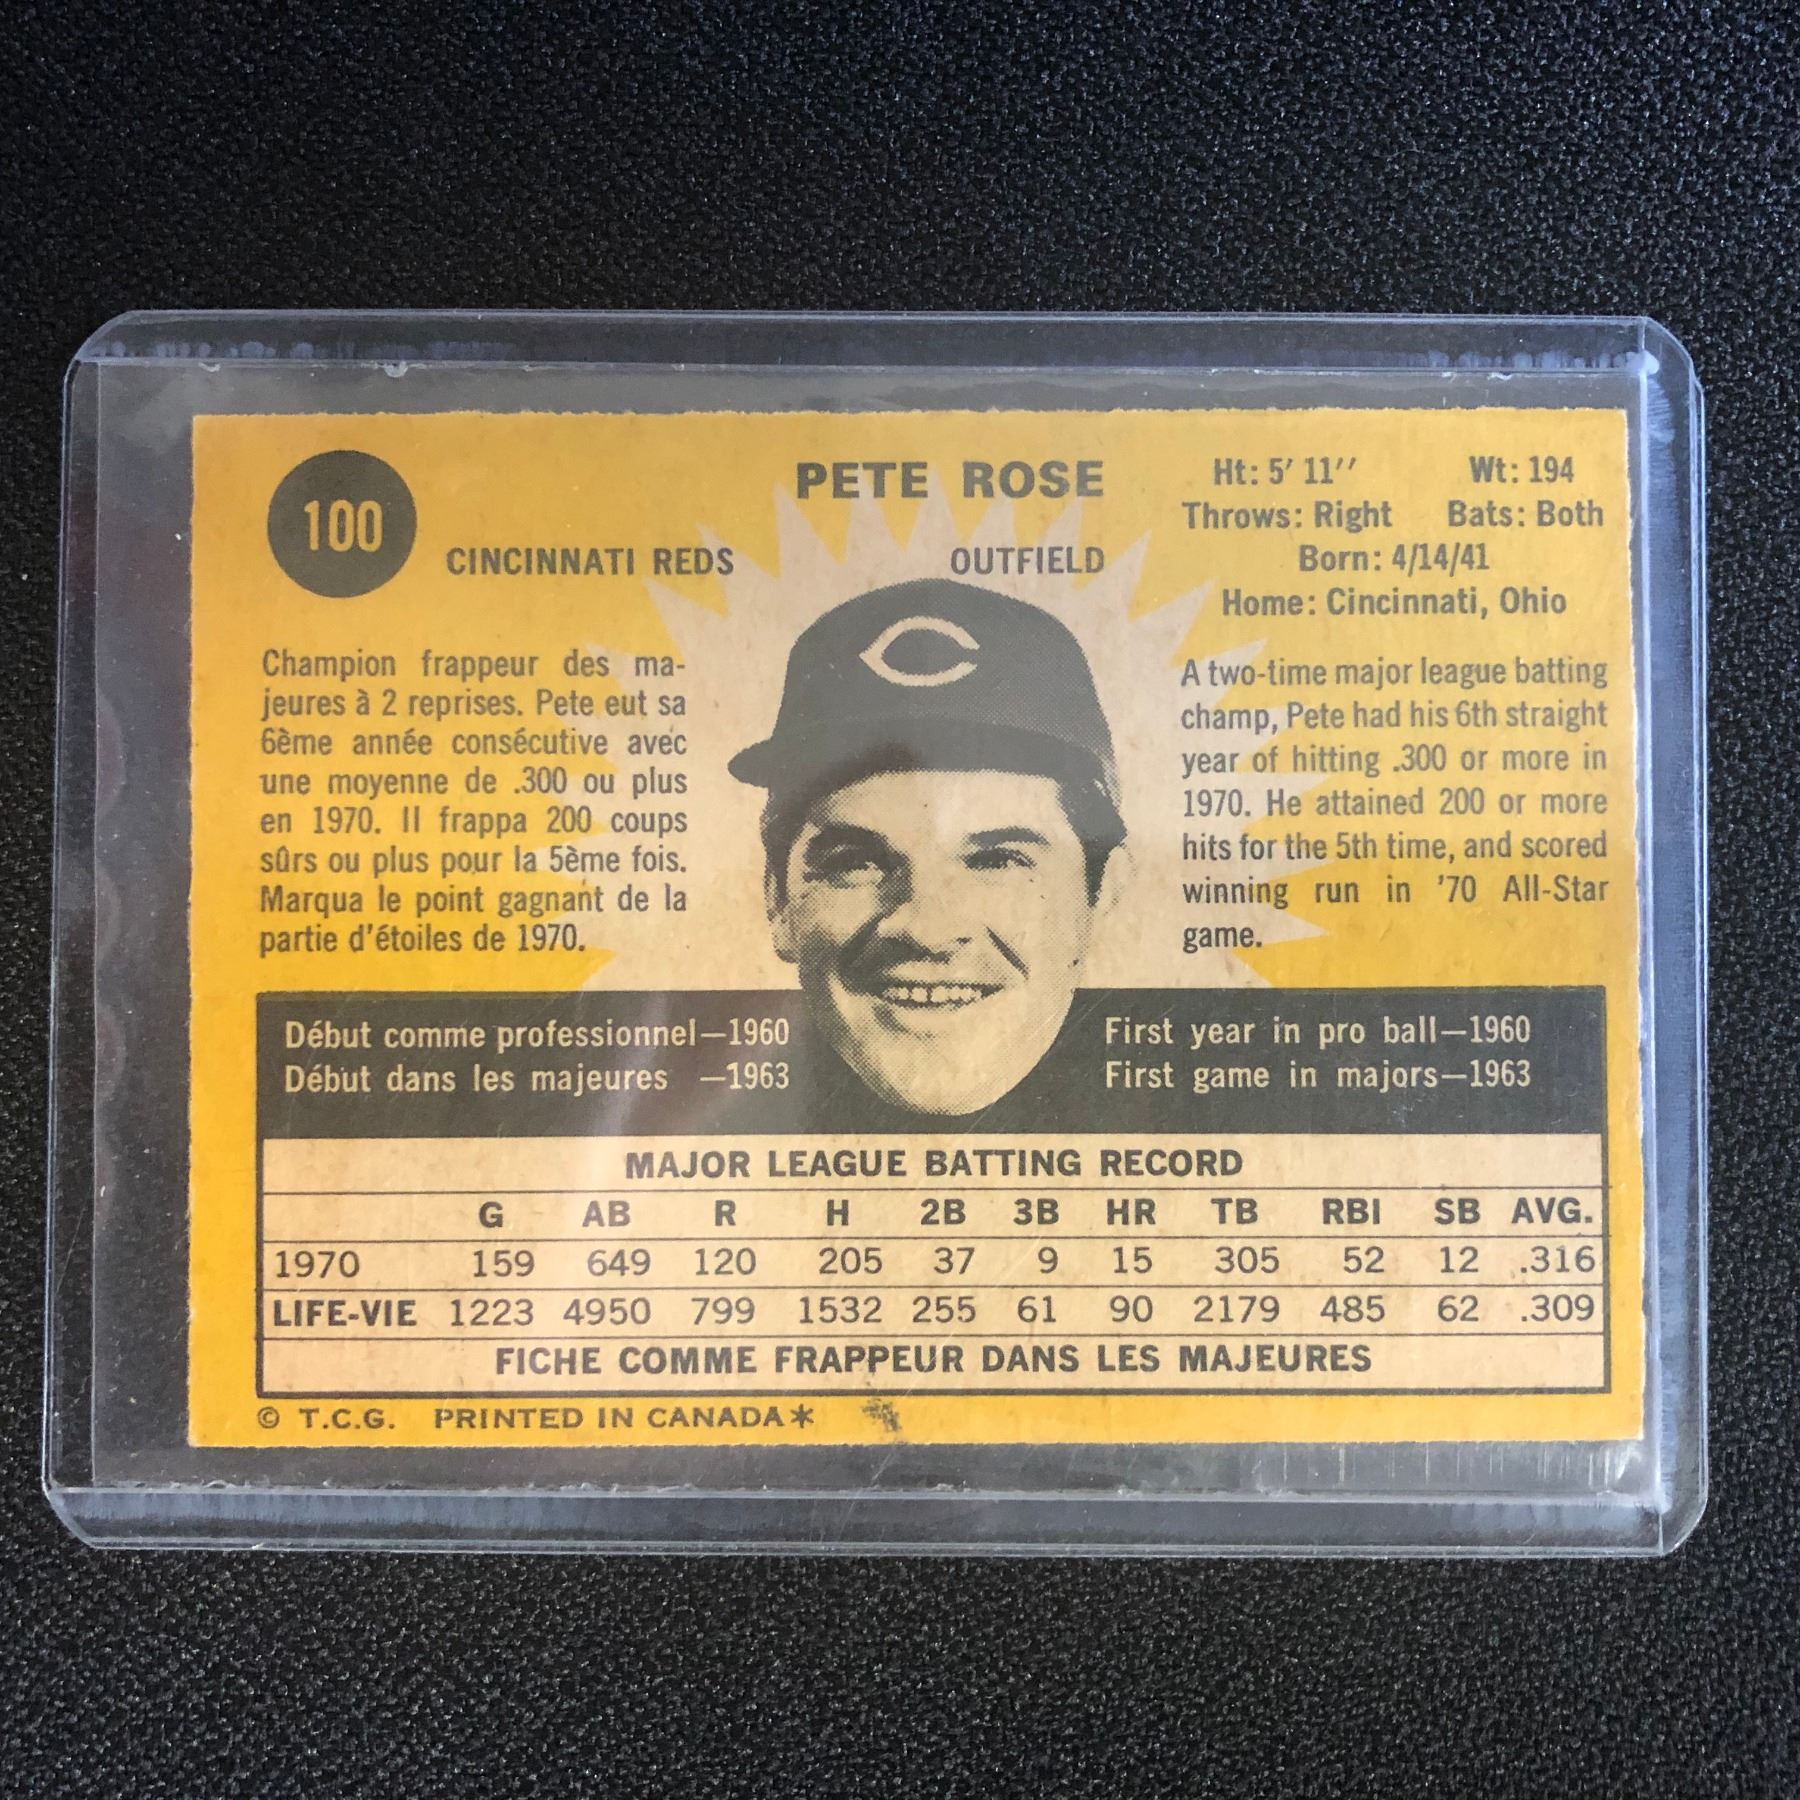 100
PETE ROSE
CINCINNATI REDS OUTFIELD
Ht: 5' 11'' Wt: 194
Throws: Right Bats: Both
Born: 4/14/41
Home: Cincinnati, Ohio
Champion frappeur des ma-
jeures à 2 reprises. Pete eut sa
6ème année consécutive avec
une moyenne de .300 ou plus
en 1970. Il frappa 200 coups
sûrs ou plus pour la 5ème fois.
Marqua le point gagnant de la
partie d'étoiles de 1970.
C
A two-time major league batting
champ, Pete had his 6th straight
year of hitting .300 or more in
1970. He attained 200 or more
hits for the 5th time, and scored
winning run in '70 All-Star
game.
Début comme professionnel—1960
Début dans les majeures —1963
First year in pro ball—1960
First game in majors—1963
MAJOR LEAGUE BATTING RECORD
G AB R H 2B 3B HR TB RBI SB AVG.
1970 159 649 120 205 37 9 15 305 52 12 .316
LIFE-VIE 1223 4950 799 1532 255 61 90 2179 485 62 .309
FICHE COMME FRAPPEUR DANS LES MAJEURES
© T.C.G. PRINTED IN CANADA*